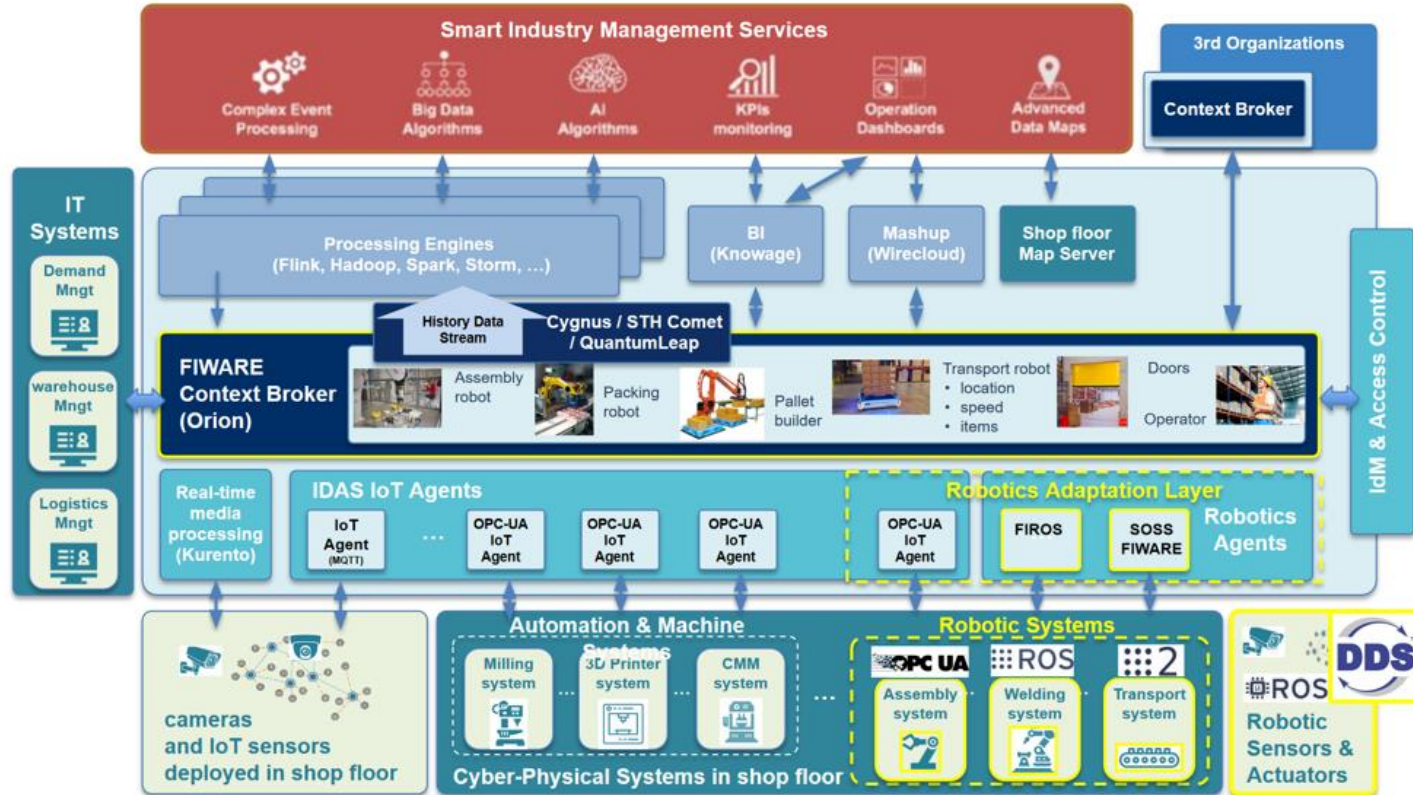 Smart Industry Management Services
Complex Event
Processing
Big Data
Algorithms
AI
Algorithms
KPIs
monitoring
Operation
Dashboards
Advanced
Data Maps
3rd Organizations
Context Broker
IT
Systems
Demand
Mngt
warehouse
Mngt
Logistics
Mngt
Processing Engines
(Flink, Hadoop, Spark, Storm, …)
BI
(Knowage)
Mashup
(Wirecloud)
Shop floor
Map Server
IdM & Access Control
History Data
Stream
Cygnus / STH Comet
/ QuantumLeap
FIWARE
Context Broker
(Orion)
Assembly
robot
Packing
robot
Pallet
builder
Transport robot
• location
• speed
• items
Doors
Operator
Real-time
media
processing
(Kurento)
IDAS IoT Agents
IoT
Agent
(MQTT)
…
OPC-UA
IoT
Agent
OPC-UA
IoT
Agent
OPC-UA
IoT
Agent
Robotics Adaptation Layer
OPC-UA
IoT
Agent
FIROS
SOSS
FIWARE
Robotics
Agents
cameras
and IoT sensors
deployed in shop floor
Automation & Machine
Systems
Milling
system
…
3D Printer
system
…
CMM
system
…
Cyber-Physical Systems in shop floor
Robotic Systems
OPC UA
ROS
2
Assembly
system
…
Welding
system
…
Transport
system
ROS
DDS
Robotic
Sensors &
Actuators